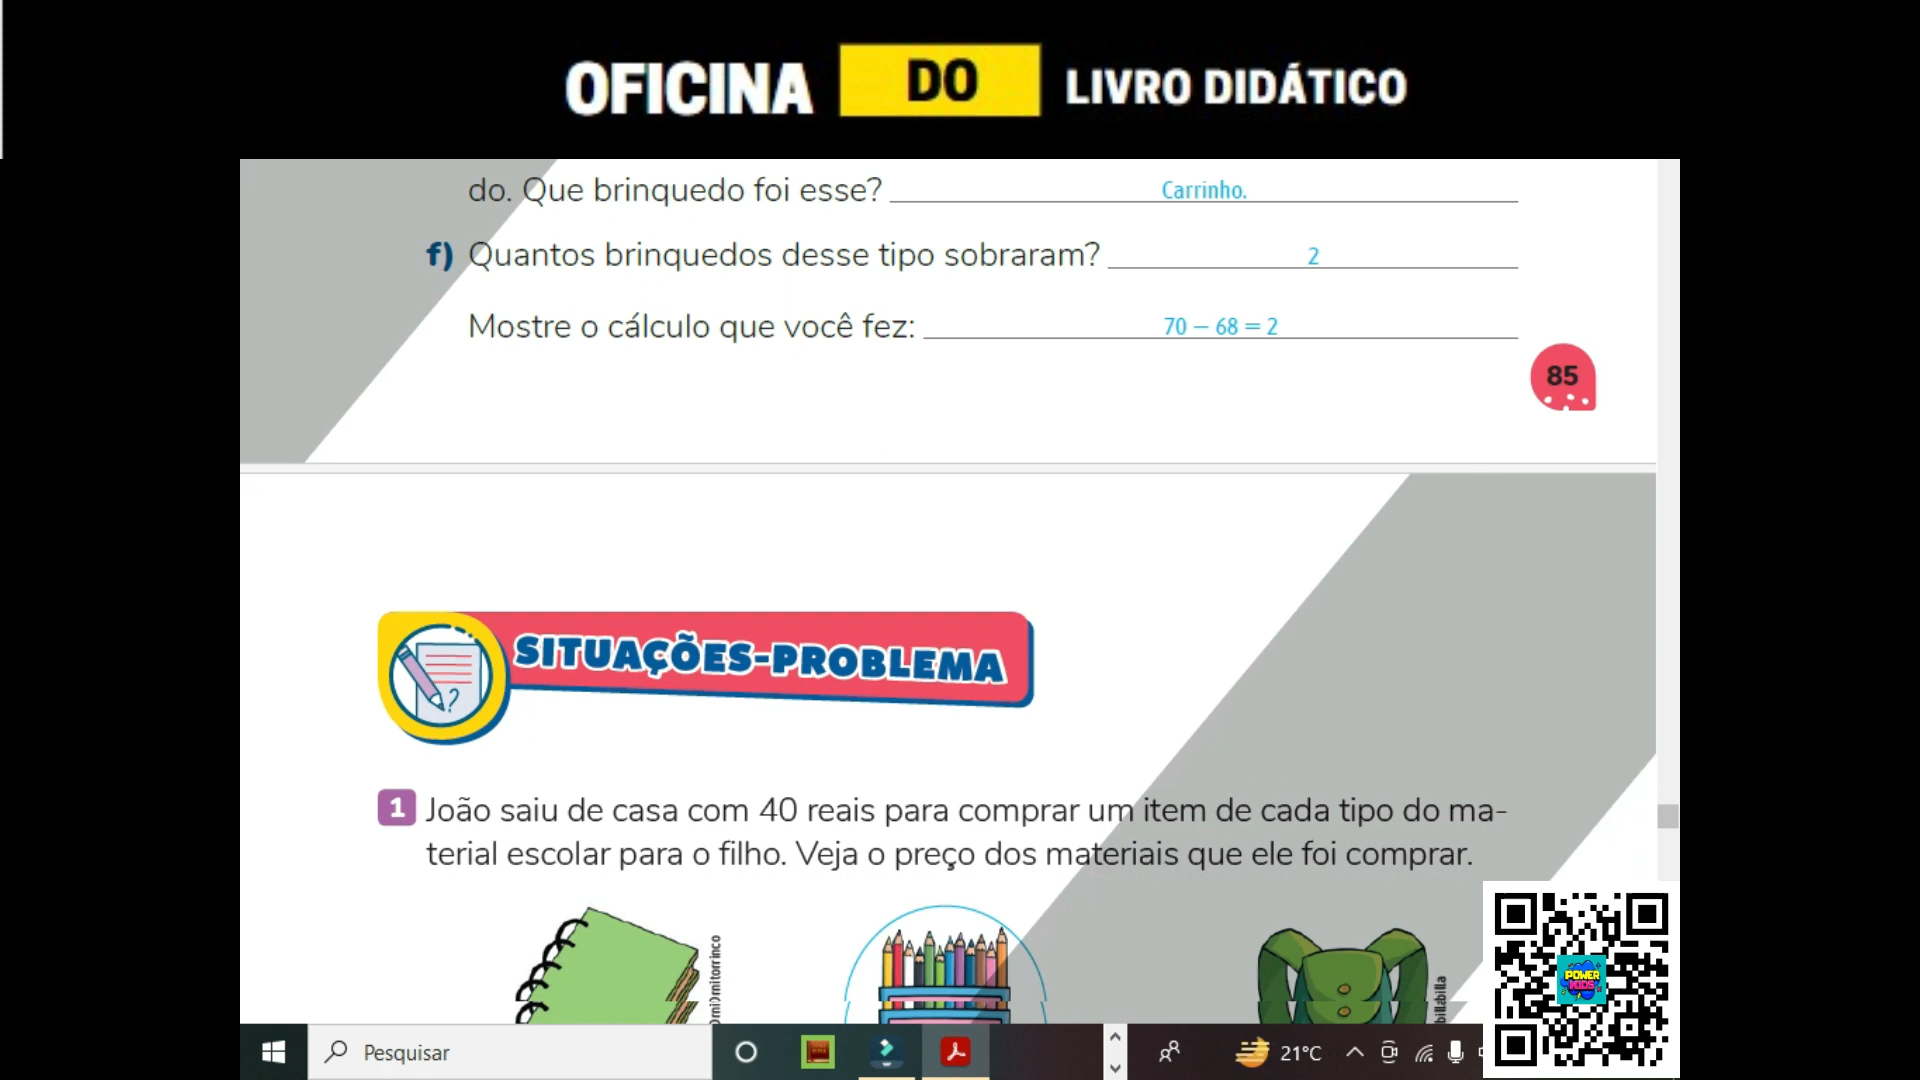 OFICINA DO LIVRO DIDÁTICO
do. Que brinquedo foi esse? Carrinho.
f) Quantos brinquedos desse tipo sobraram? 2
Mostre o cálculo que você fez: 70 – 68 = 2
85
SITUAÇÕES-PROBLEMA
?
1 João saiu de casa com 40 reais para comprar um item de cada tipo do ma-
terial escolar para o filho. Veja o preço dos materiais que ele foi comprar.
POWER
KIDS
Pesquisar
21°C